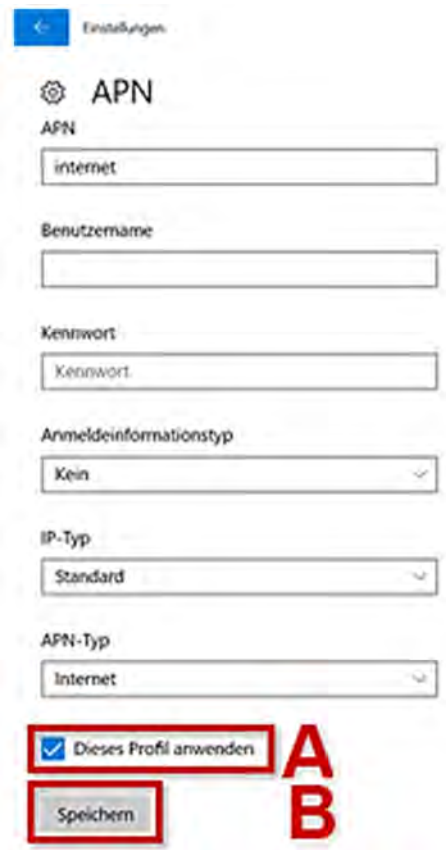 Einstellungen
APN
APN
internet
Benutzername
Kennwort
Kennwort
Anmeldeinformationstyp
Kein
IP-Typ
Standard
APN-Typ
Internet
Dieses Profil anwenden A
Speichern B